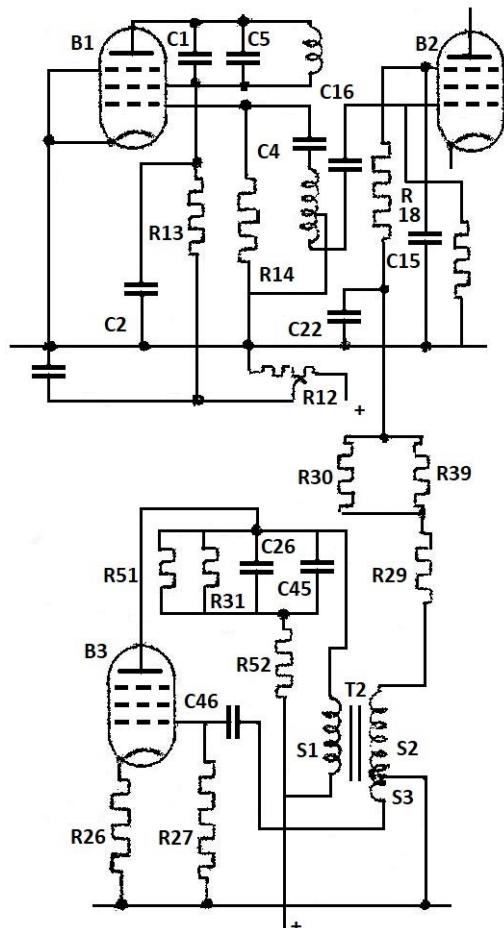 B1
C1
C5
B2
C16
C4
R
18
R13
R14
C15
C2
C22
R12
+
R30
R39
C26
R51
R31
C45
R29
R52
B3
C46
T2
S1
S2
S3
R26
R27
+